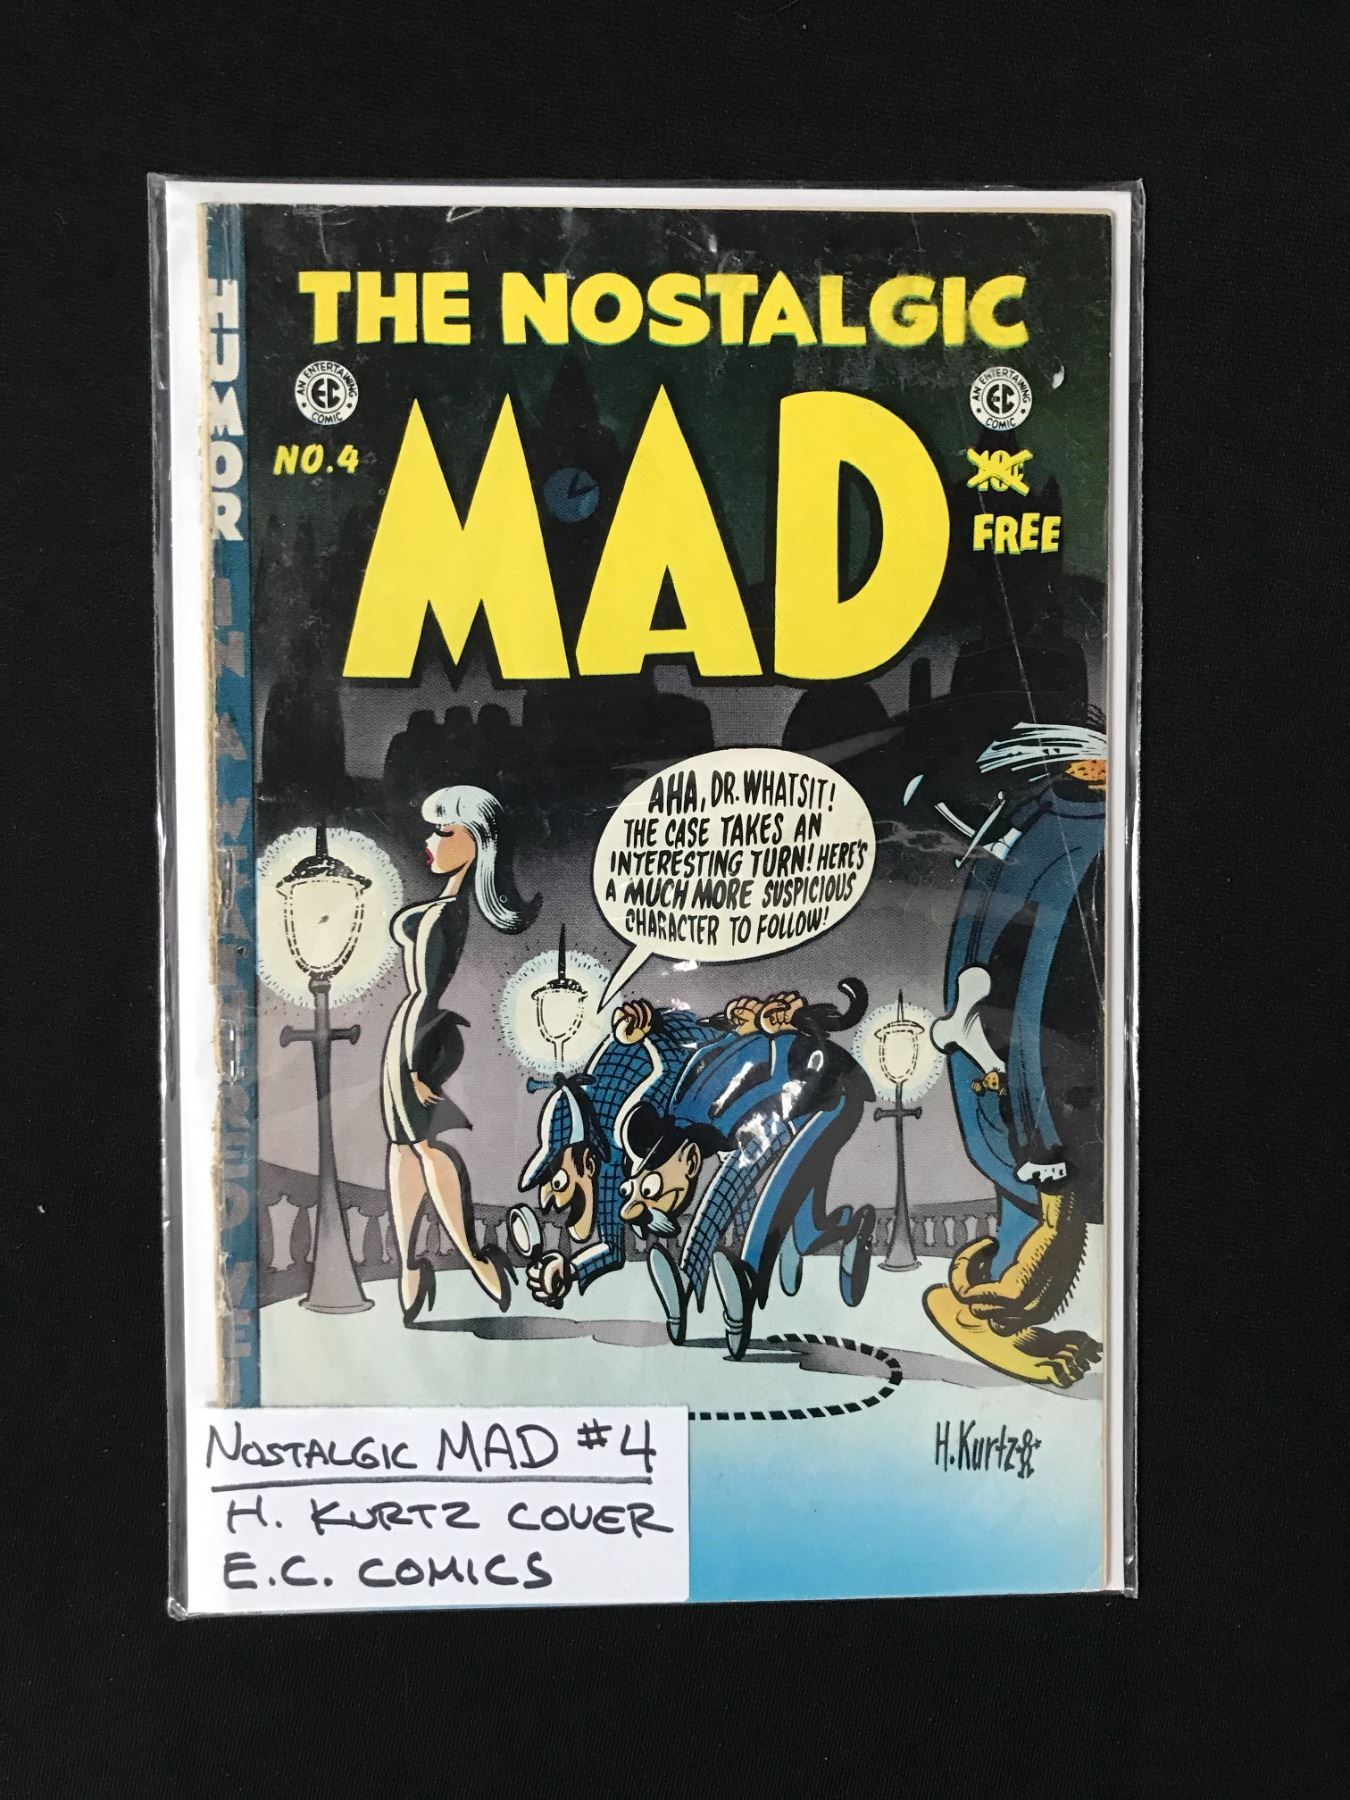 THE NOSTALGIC
AN ENTERTAINING
EC
COMIC
AN ENTERTAINING
EC
COMIC
NO.4
MAD
10¢
FREE
HUMOR IN A
AHA, DR. WHATSIT!
THE CASE TAKES AN
INTERESTING TURN! HERE'S
A MUCH MORE SUSPICIOUS
CHARACTER TO FOLLOW!
H. Kurtz
NOSTALGIC MAD #4
H. KURTZ COVER
E.C. COMICS